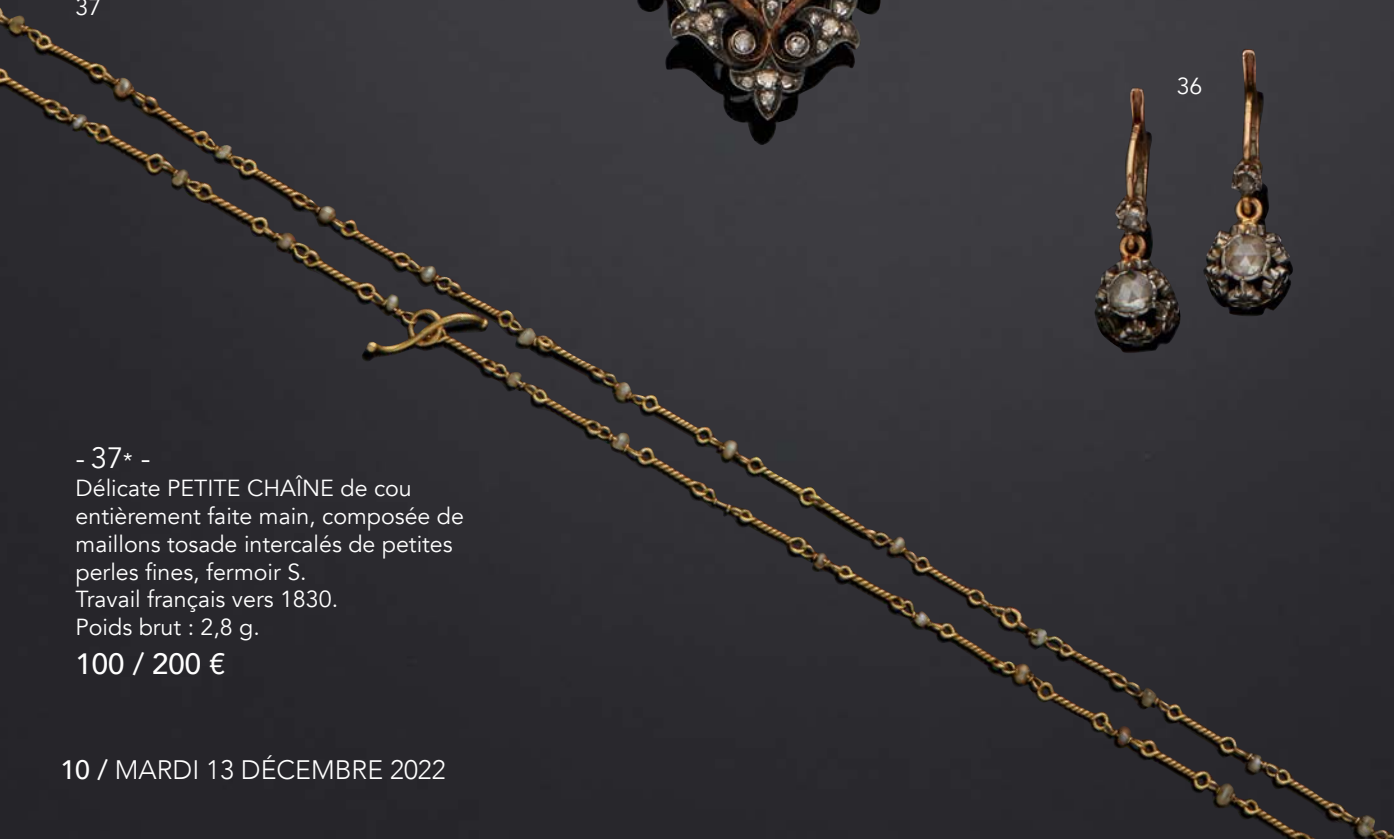 37
36
- 37* -
Délicate PETITE CHAÎNE de cou
entièrement faite main, composée de
maillons tosade intercalés de petites
perles fines, fermoir S.
Travail français vers 1830.
Poids brut : 2,8 g.
100 / 200 €
10 / MARDI 13 DÉCEMBRE 2022